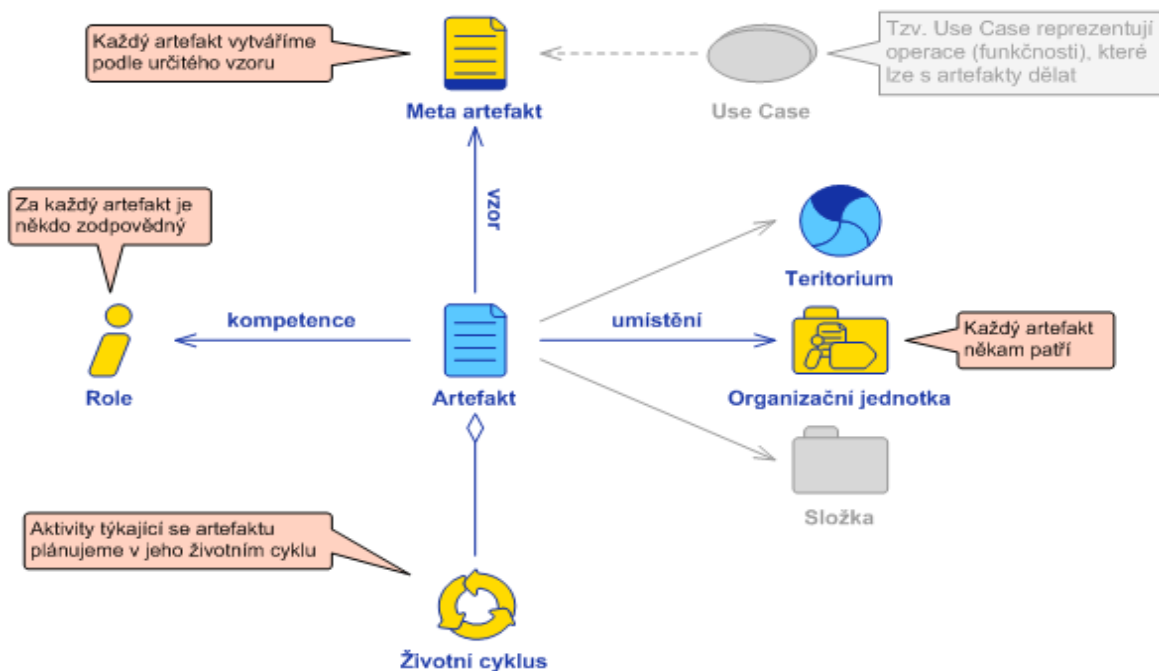 Každý artefakt vytváříme
podle určitého vzoru
Tzv. Use Case reprezentují
operace (funkčnosti), které
lze s artefakty dělat
Meta artefakt
Use Case
vzor
Za každý artefakt je
někdo zodpovědný
Teritorium
kompetence
umístění
Každý artefakt
někam patří
Role
Artefakt
Organizační jednotka
Složka
Aktivity týkající se artefaktu
plánujeme v jeho životním cyklu
Životní cyklus